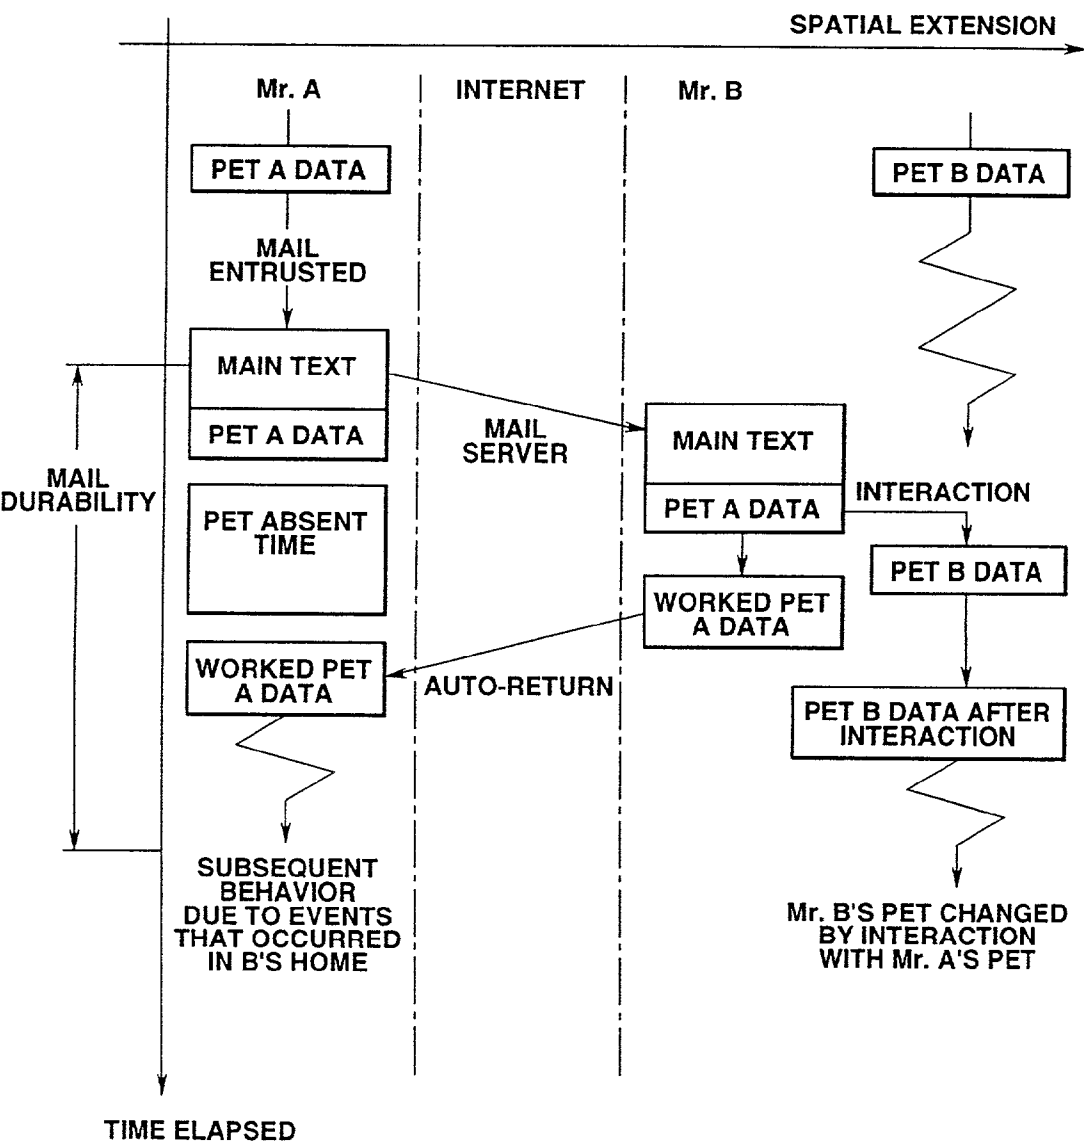 SPATIAL EXTENSION
Mr. A
INTERNET
Mr. B
PET A DATA
PET B DATA
MAIL
ENTRUSTED
MAIN TEXT
PET A DATA
MAIL
SERVER
MAIN TEXT
PET A DATA
INTERACTION
MAIL
DURABILITY
PET ABSENT
TIME
PET B DATA
WORKED PET
A DATA
WORKED PET
A DATA
AUTO-RETURN
PET B DATA AFTER
INTERACTION
SUBSEQUENT
BEHAVIOR
DUE TO EVENTS
THAT OCCURRED
IN B'S HOME
Mr. B'S PET CHANGED
BY INTERACTION
WITH Mr. A'S PET
TIME ELAPSED